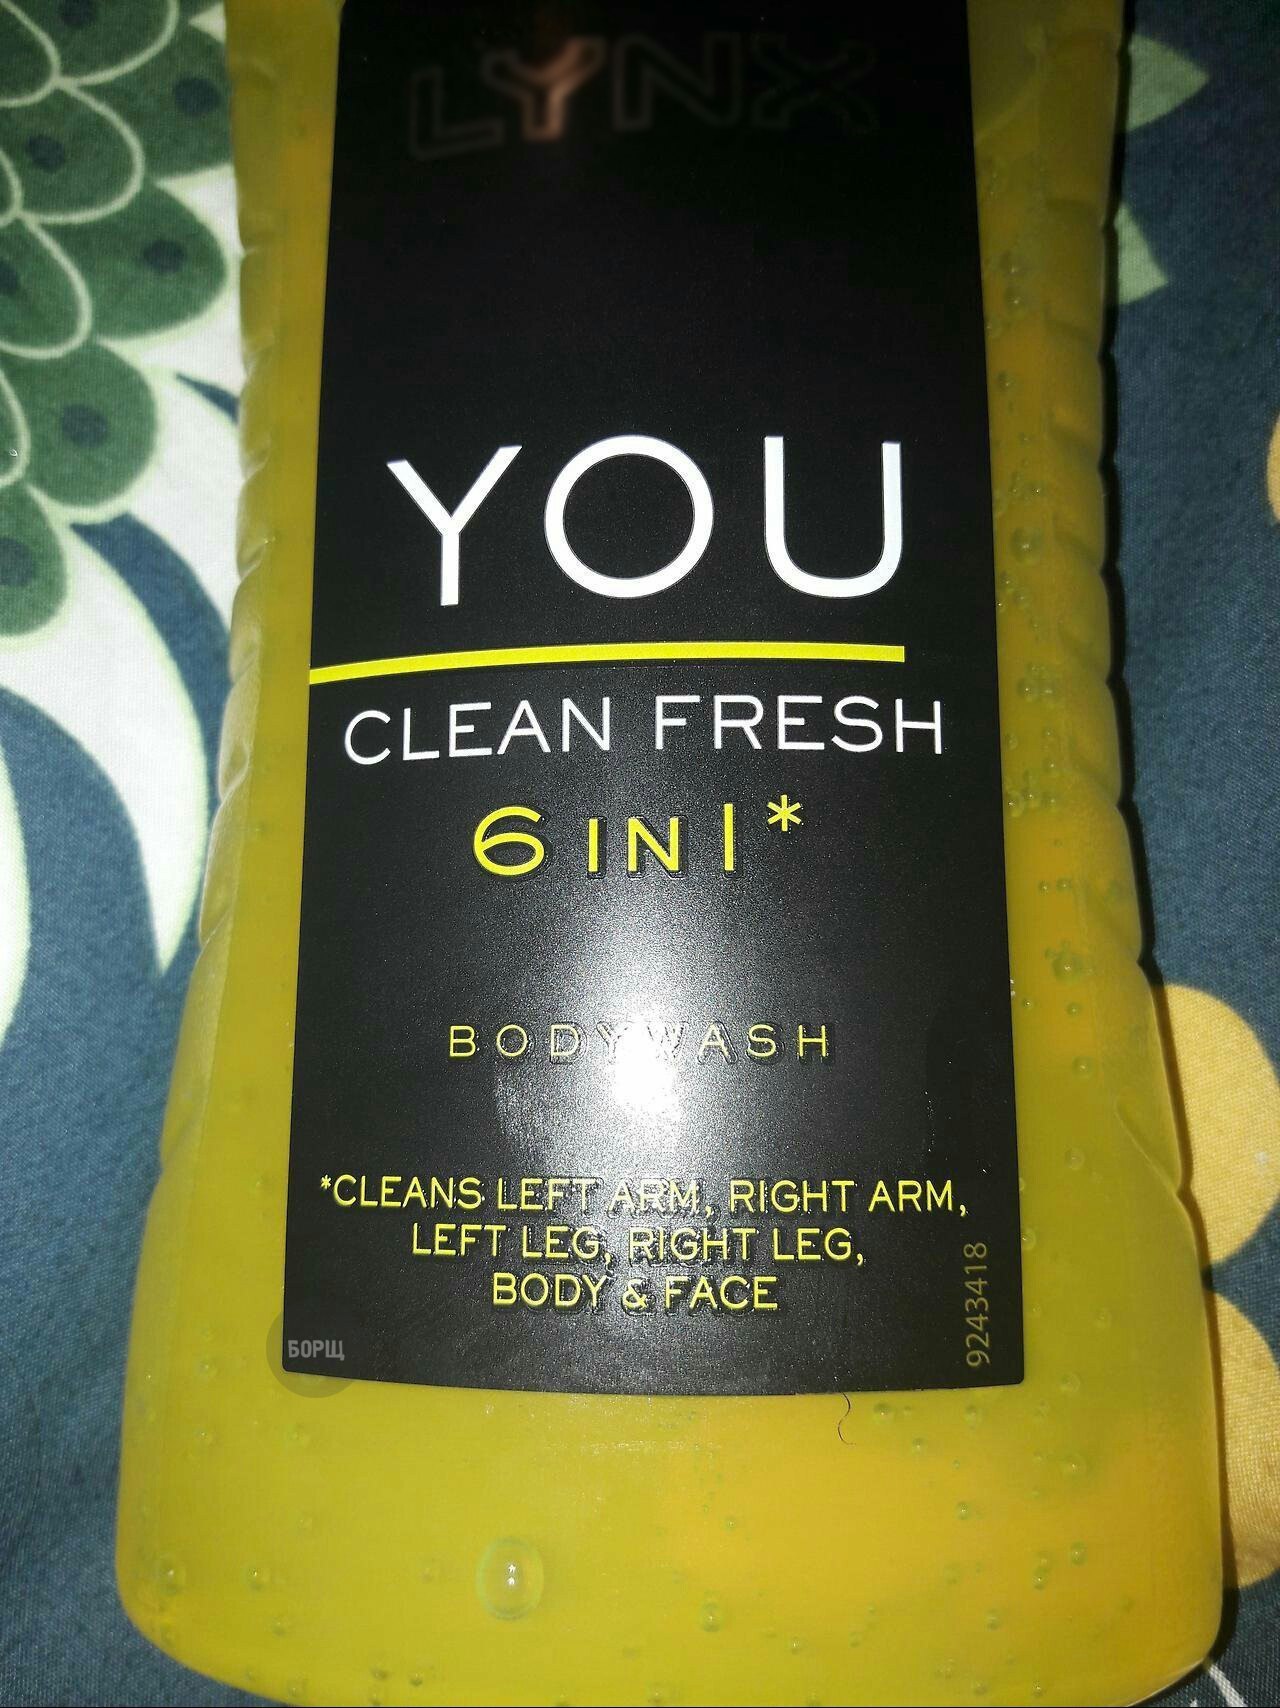 LYNX
YOU
CLEAN FRESH
6 IN 1*
BODYWASH
*CLEANS LEFT ARM, RIGHT ARM,
LEFT LEG, RIGHT LEG,
BODY & FACE
9243418
БОРЩ